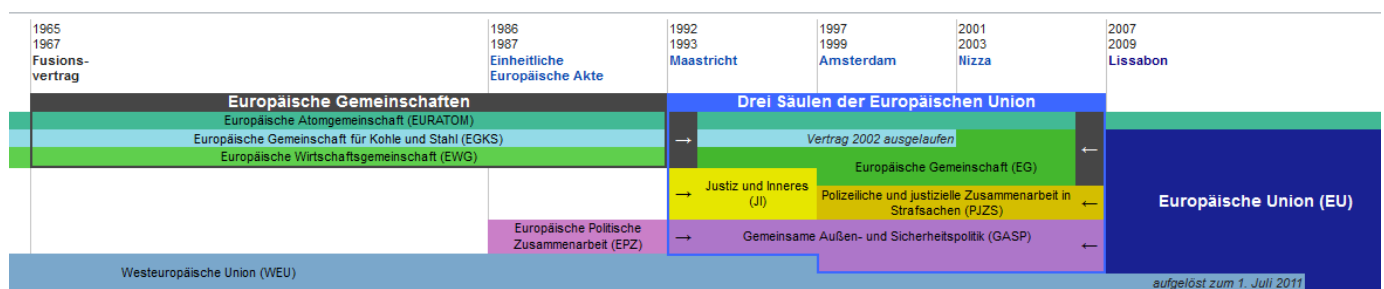 1965
1967
Fusions-
vertrag
1986
1987
Einheitliche
Europäische Akte
1992
1993
Maastricht
1997
1999
Amsterdam
2001
2003
Nizza
2007
2009
Lissabon
Europäische Gemeinschaften
Drei Säulen der Europäischen Union
Europäische Atomgemeinschaft (EURATOM)
Europäische Gemeinschaft für Kohle und Stahl (EGKS)
→
Vertrag 2002 ausgelaufen
←
Europäische Wirtschaftsgemeinschaft (EWG)
Europäische Gemeinschaft (EG)
→
Justiz und Inneres
(JI)
Polizeiliche und justizielle Zusammenarbeit in
Strafsachen (PJZS)
←
Europäische Union (EU)
Europäische Politische
Zusammenarbeit (EPZ)
→
Gemeinsame Außen- und Sicherheitspolitik (GASP)
←
Westeuropäische Union (WEU)
aufgelöst zum 1. Juli 2011